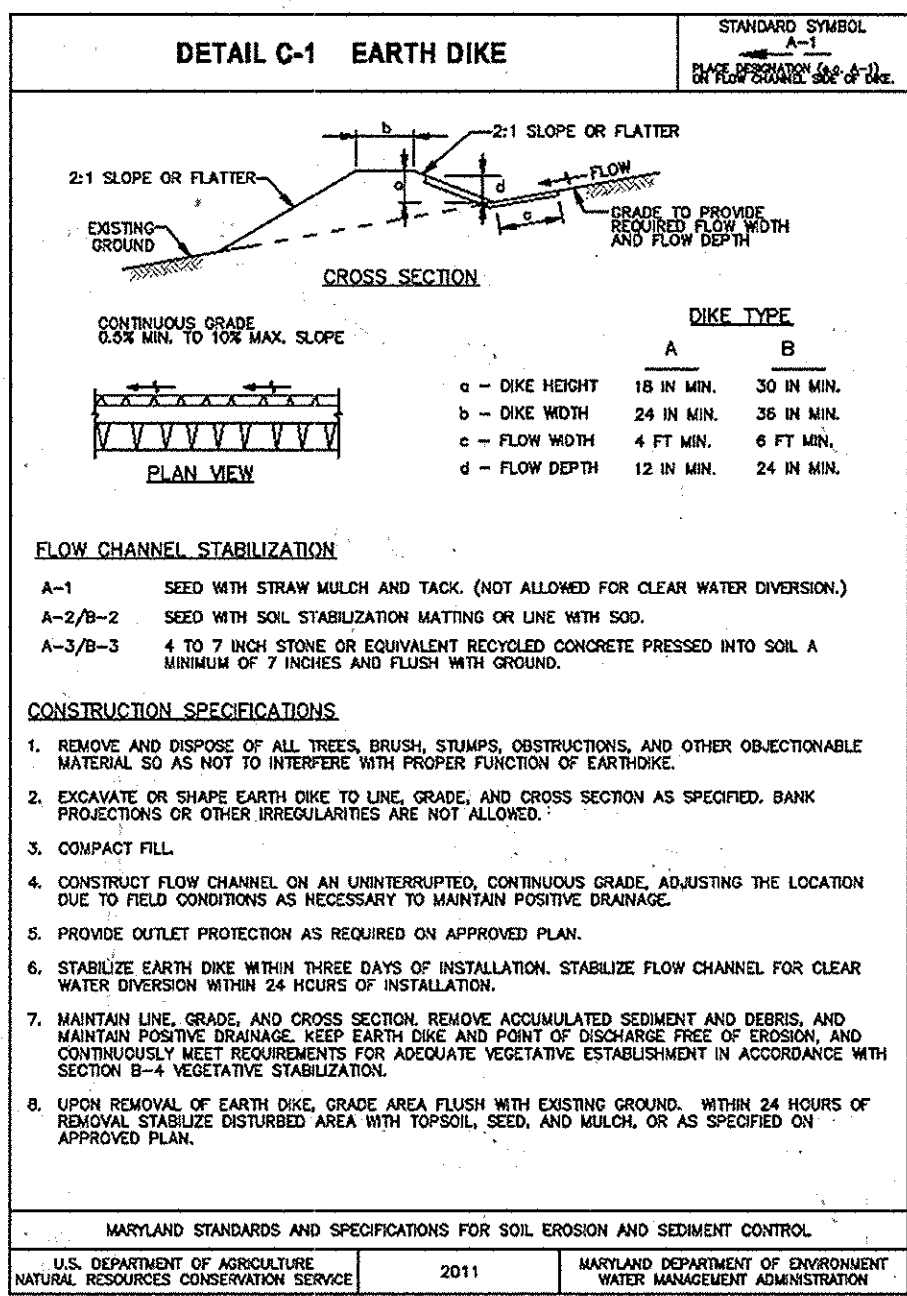 DETAIL C-1 EARTH DIKE
STANDARD SYMBOL
A-1
PLACE DESIGNATION (e.g. A-1)
ON FLOW CHANNEL SIDE OF DIKE.
b
2:1 SLOPE OR FLATTER
2:1 SLOPE OR FLATTER
a
d
FLOW
c
EXISTING
GROUND
GRADE TO PROVIDE
REQUIRED FLOW WIDTH
AND FLOW DEPTH
CROSS SECTION
CONTINUOUS GRADE
0.5% MIN. TO 10% MAX. SLOPE
PLAN VIEW
DIKE TYPE
A B
a - DIKE HEIGHT 18 IN MIN. 30 IN MIN.
b - DIKE WIDTH 24 IN MIN. 36 IN MIN.
c - FLOW WIDTH 4 FT MIN. 6 FT MIN.
d - FLOW DEPTH 12 IN MIN. 24 IN MIN.
FLOW CHANNEL STABILIZATION
A-1 SEED WITH STRAW MULCH AND TACK. (NOT ALLOWED FOR CLEAR WATER DIVERSION.)
A-2/B-2 SEED WITH SOIL STABILIZATION MATTING OR LINE WITH SOD.
A-3/B-3 4 TO 7 INCH STONE OR EQUIVALENT RECYCLED CONCRETE PRESSED INTO SOIL A
MINIMUM OF 7 INCHES AND FLUSH WITH GROUND.
CONSTRUCTION SPECIFICATIONS
1. REMOVE AND DISPOSE OF ALL TREES, BRUSH, STUMPS, OBSTRUCTIONS, AND OTHER OBJECTIONABLE
MATERIAL SO AS NOT TO INTERFERE WITH PROPER FUNCTION OF EARTHDIKE.
2. EXCAVATE OR SHAPE EARTH DIKE TO LINE, GRADE, AND CROSS SECTION AS SPECIFIED. BANK
PROJECTIONS OR OTHER IRREGULARITIES ARE NOT ALLOWED.
3. COMPACT FILL.
4. CONSTRUCT FLOW CHANNEL ON AN UNINTERRUPTED, CONTINUOUS GRADE, ADJUSTING THE LOCATION
DUE TO FIELD CONDITIONS AS NECESSARY TO MAINTAIN POSITIVE DRAINAGE.
5. PROVIDE OUTLET PROTECTION AS REQUIRED ON APPROVED PLAN.
6. STABILIZE EARTH DIKE WITHIN THREE DAYS OF INSTALLATION. STABILIZE FLOW CHANNEL FOR CLEAR
WATER DIVERSION WITHIN 24 HOURS OF INSTALLATION.
7. MAINTAIN LINE, GRADE, AND CROSS SECTION. REMOVE ACCUMULATED SEDIMENT AND DEBRIS, AND
MAINTAIN POSITIVE DRAINAGE. KEEP EARTH DIKE AND POINT OF DISCHARGE FREE OF EROSION, AND
CONTINUOUSLY MEET REQUIREMENTS FOR ADEQUATE VEGETATIVE ESTABLISHMENT IN ACCORDANCE WITH
SECTION B-4 VEGETATIVE STABILIZATION.
8. UPON REMOVAL OF EARTH DIKE, GRADE AREA FLUSH WITH EXISTING GROUND. WITHIN 24 HOURS OF
REMOVAL STABILIZE DISTURBED AREA WITH TOPSOIL, SEED, AND MULCH, OR AS SPECIFIED ON
APPROVED PLAN.
MARYLAND STANDARDS AND SPECIFICATIONS FOR SOIL EROSION AND SEDIMENT CONTROL
U.S. DEPARTMENT OF AGRICULTURE
NATURAL RESOURCES CONSERVATION SERVICE
2011
MARYLAND DEPARTMENT OF ENVIRONMENT
WATER MANAGEMENT ADMINISTRATION